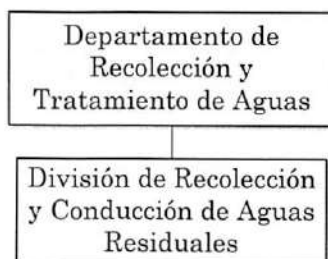 Departamento de
Recolección y
Tratamiento de Aguas
División de Recolección
y Conducción de Aguas
Residuales